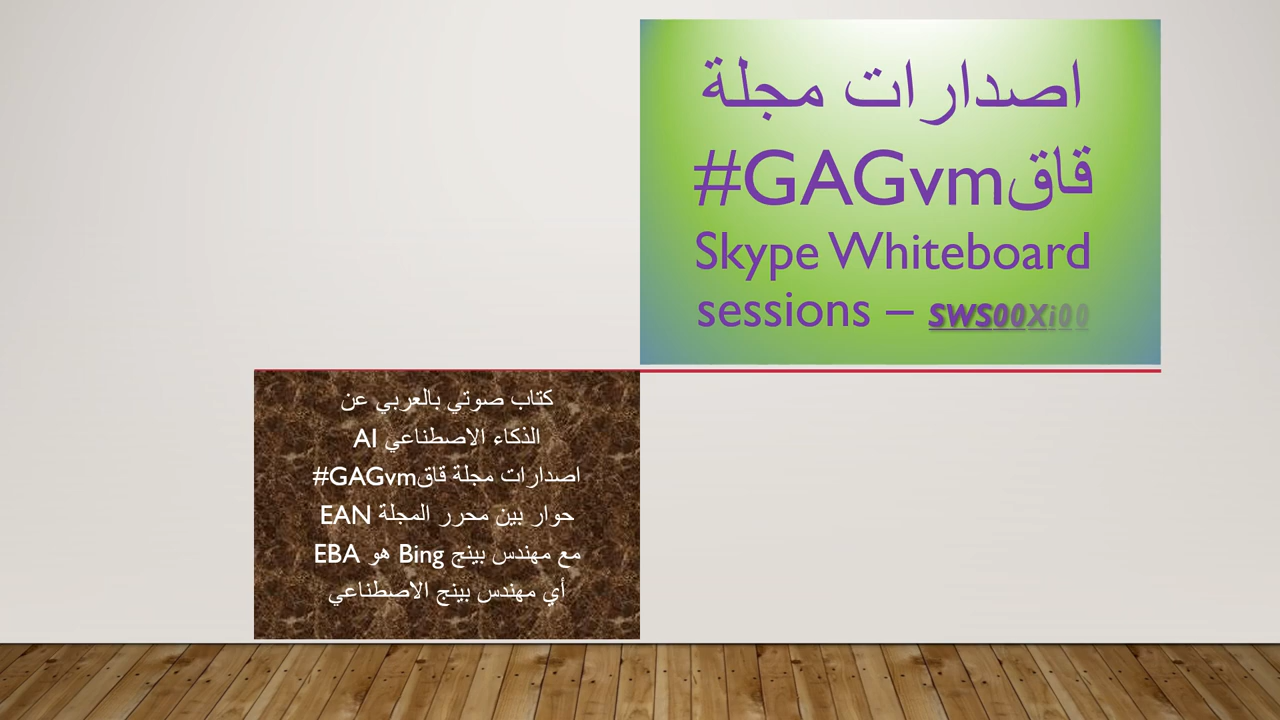 اصدارات مجلة
قاق#GAGvm
Skype Whiteboard
sessions – SWS00Xi00
كتاب صوتي بالعربي عن
الذكاء الاصطناعي AI
اصدارات مجلة قاق#GAGvm
حوار بين محرر المجلة EAN
مع مهندس بينج Bing هو EBA
أي مهندس بينج الاصطناعي